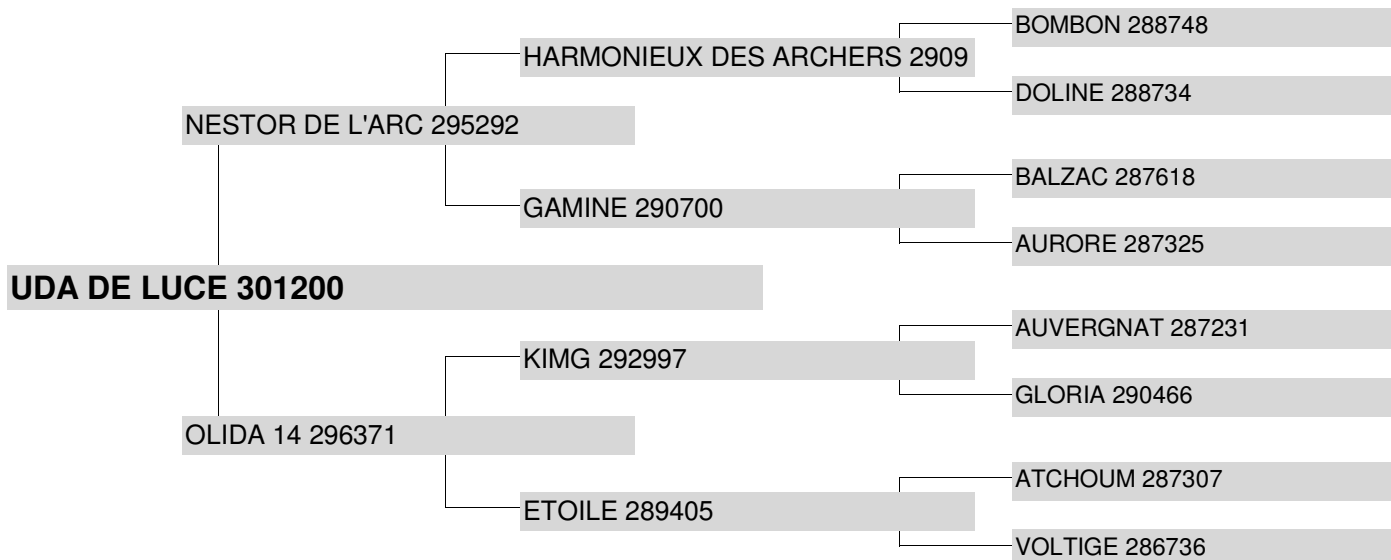 BOMBON 288748
HARMONIEUX DES ARCHERS 2909
DOLINE 288734
NESTOR DE L'ARC 295292
BALZAC 287618
GAMINE 290700
AURORE 287325
UDA DE LUCE 301200
AUVERGNAT 287231
KIMG 292997
GLORIA 290466
OLIDA 14 296371
ATCHOUM 287307
ETOILE 289405
VOLTIGE 286736